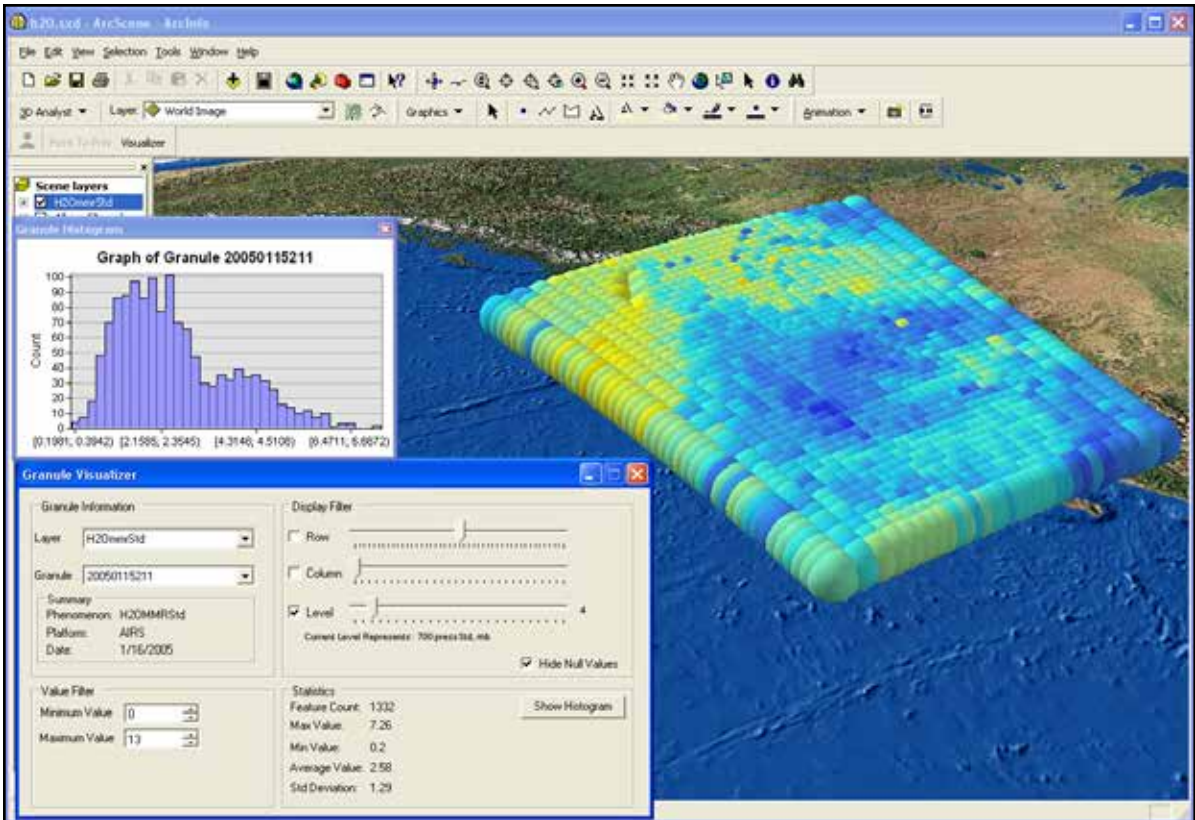 h20.sxd - ArcScene - ArcInfo
File Edit View Selection Tools Window Help
3D Analyst Layer: World Image Graphics Animation
Visualizer
Scene layers
H2OmmrStd
Granule Histogram
Graph of Granule 20050115211
Count
100
90
80
70
60
50
40
30
20
10
0
[0.1981, 0.3942) [2.1585, 2.3545) [4.3148, 4.5108) [6.4711, 6.6672)
Granule Visualizer
Granule Information
Layer H2OmmrStd
Granule 20050115211
Summary
Phenomenon: H2OMMRStd
Platform: AIRS
Date: 1/16/2005
Display Filter
Row
Column
Level 4
Current Level Represents: 700 press Std, mb
Hide Null Values
Value Filter
Minimum Value 0
Maximum Value 13
Statistics
Feature Count: 1332
Max Value: 7.26
Min Value: 0.2
Average Value: 2.58
Std Deviation: 1.29
Show Histogram